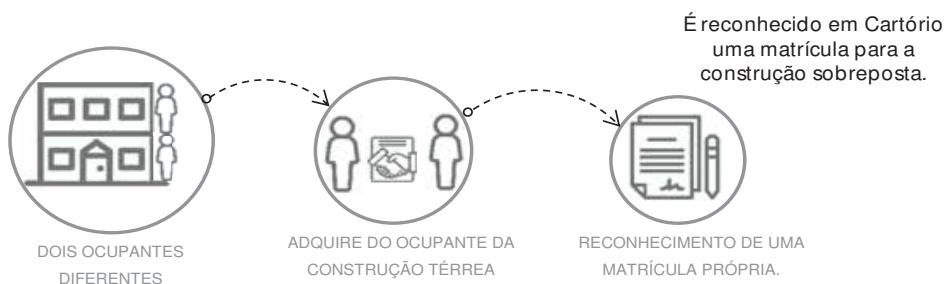 É reconhecido em Cartório
uma matrícula para a
construção sobreposta.
DOIS OCUPANTES
DIFERENTES
ADQUIRE DO OCUPANTE DA
CONSTRUÇÃO TÉRREA
RECONHECIMENTO DE UMA
MATRÍCULA PRÓPRIA.